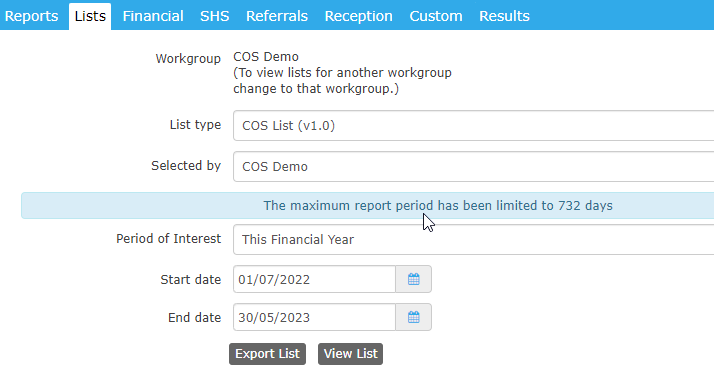 Reports Lists Financial SHS Referrals Reception Custom Results
Workgroup COS Demo
(To view lists for another workgroup
change to that workgroup.)
List type COS List (v1.0)
Selected by COS Demo
The maximum report period has been limited to 732 days
Period of Interest This Financial Year
Start date 01/07/2022
End date 30/05/2023
Export List View List